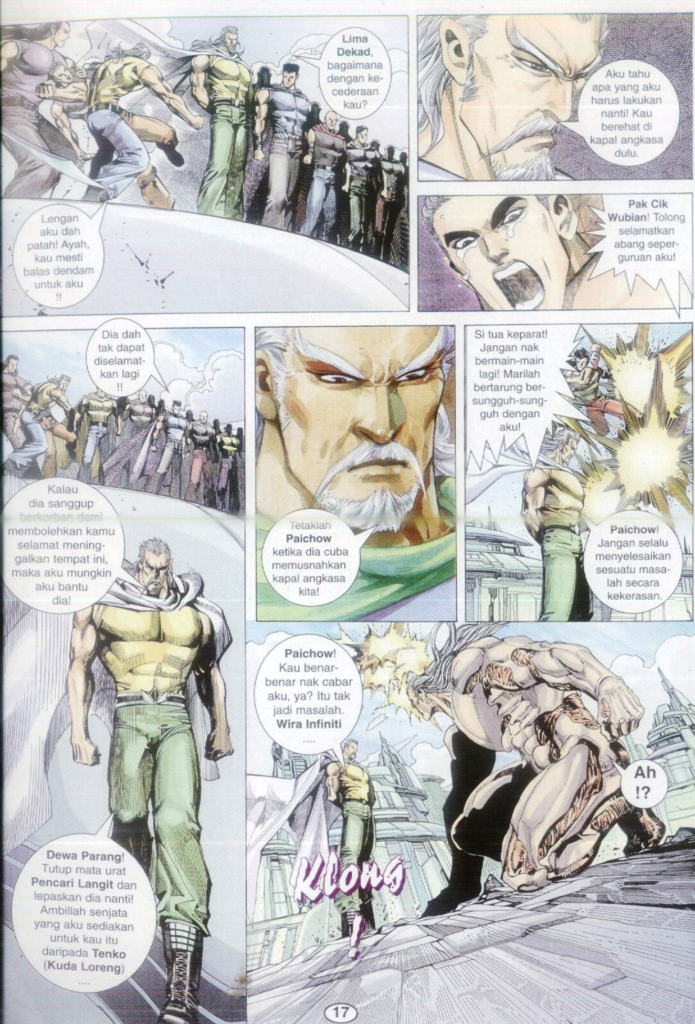 Lima
Dekad,
bagaimana
dengan ke-
cederaan
kau?
Lengan
aku dah
patah! Ayah,
kau mesti
balas dendam
untuk aku
!!
Aku tahu
apa yang aku
harus lakukan
nanti! Kau
berehat di
kapal angkasa
dulu.
Pak Cik
Wubian! Tolong
selamatkan
abang seper-
guruan aku!
Dia dah
tak dapat
diselamat-
kan lagi
!!
Kalau
dia sanggup
berkorban demi
membolehkan kamu
selamat mening-
galkan tempat ini,
maka aku mungkin
aku bantu
dia!
Tetaklah
Paichow
ketika dia cuba
memusnahkan
kapal angkasa
kita!
Si tua keparat!
Jangan nak
bermain-main
lagi! Marilah
bertarung ber-
sungguh-sung-
guh dengan
aku!
Paichow!
Jangan selalu
menyelesaikan
sesuatu masa-
lah secara
kekerasan.
Dewa Parang!
Tutup mata urat
Pencari Langit dan
lepaskan dia nanti!
Ambillah senjata
yang aku sediakan
untuk kau itu
daripada Tenko
(Kuda Loreng)
....
Paichow!
Kau benar-
benar nak cabar
aku, ya? Itu tak
jadi masalah.
Wira Infiniti
....
Ah
!?
Klong
!
17